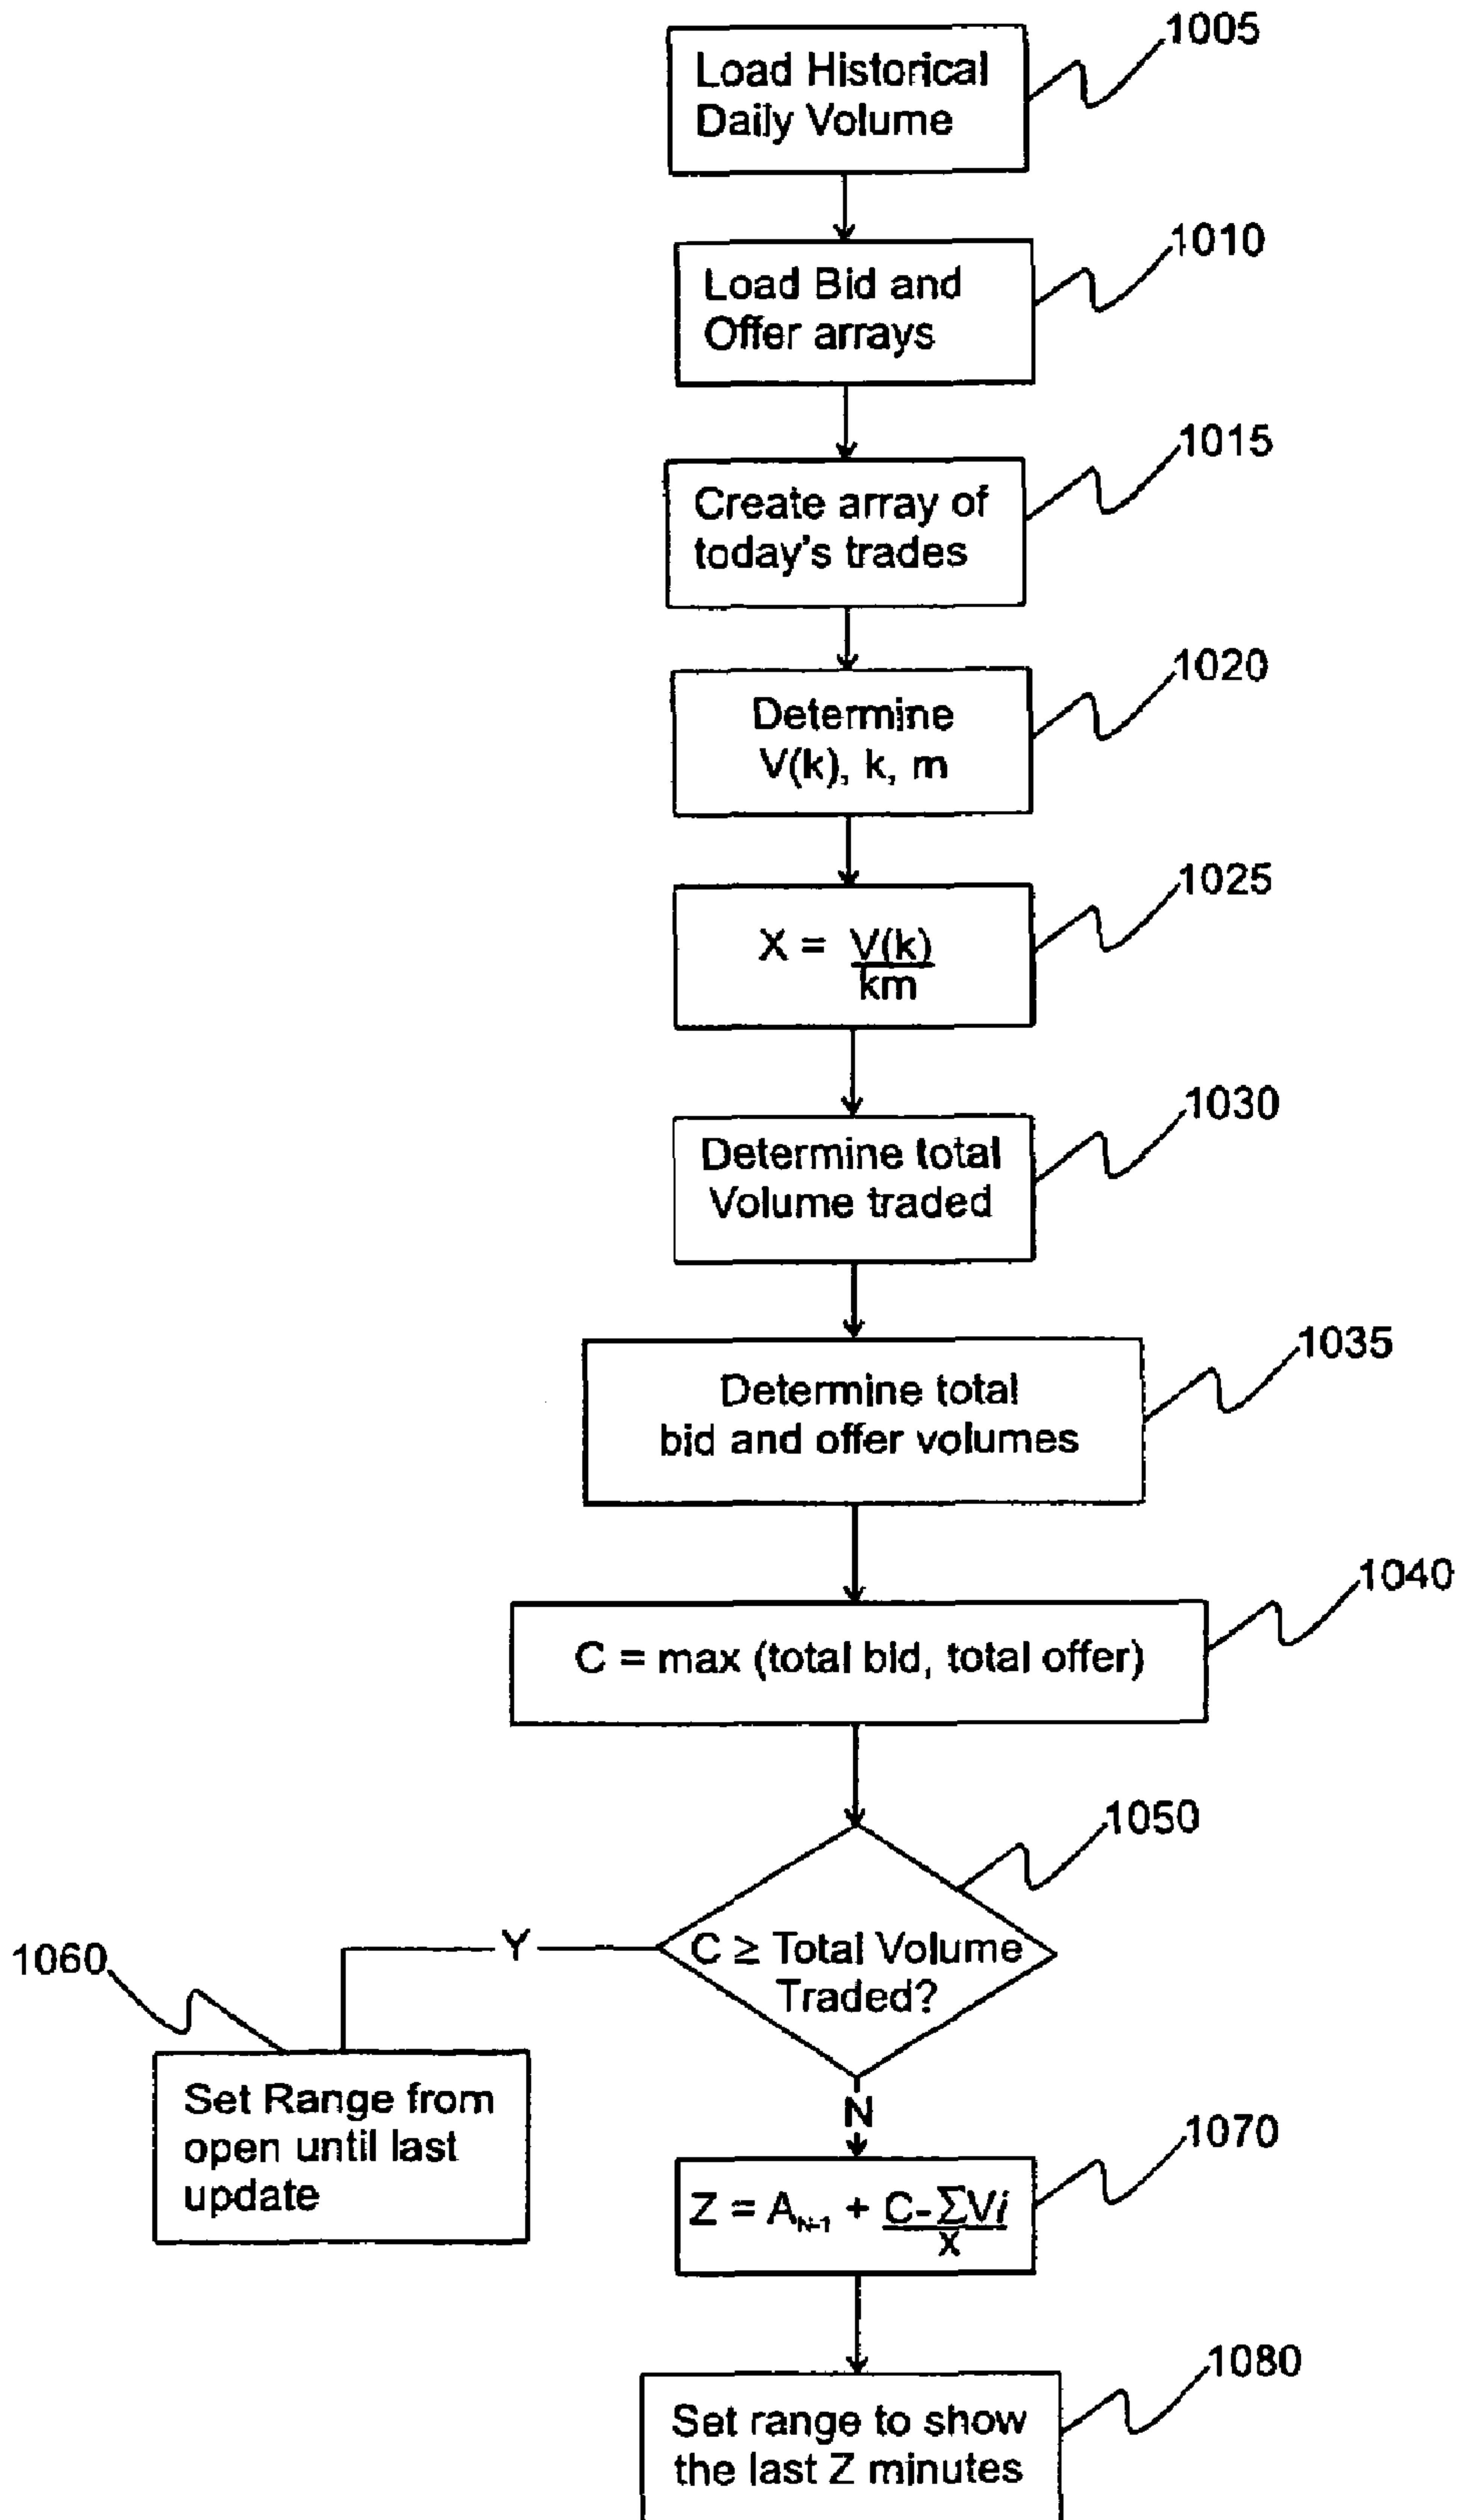 1005
Load Historical
Daily Volume
1010
Load Bid and
Offer arrays
1015
Create array of
today's trades
1020
Determine
V(k), k, m
1025
X = V(k)
km
1030
Determine total
Volume traded
1035
Determine total
bid and offer volumes
1040
C = max (total bid, total offer)
1050
C ≥ Total Volume
Traded?
Y
1060
Set Range from
open until last
update
N
1070
Z = A_{N-1} + C-ΣVi
x
1080
Set range to show
the last Z minutes